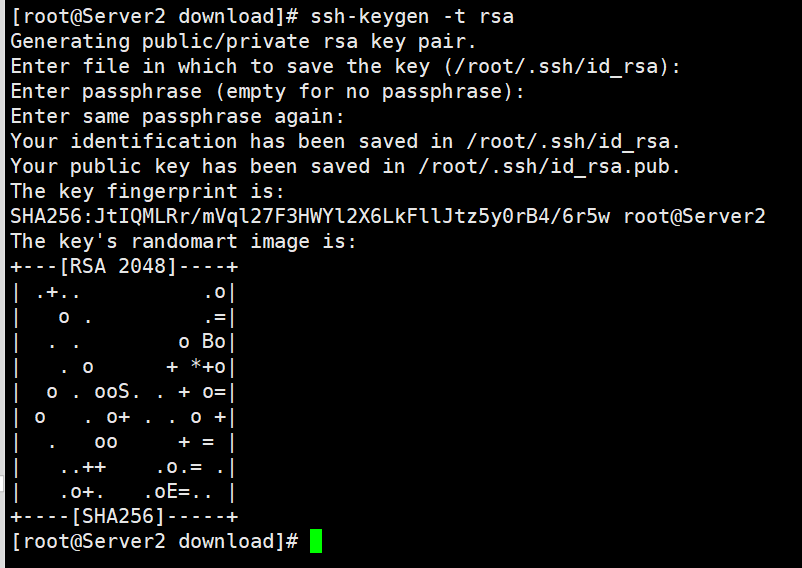 [root@Server2 download]# ssh-keygen -t rsa
Generating public/private rsa key pair.
Enter file in which to save the key (/root/.ssh/id_rsa):
Enter passphrase (empty for no passphrase):
Enter same passphrase again:
Your identification has been saved in /root/.ssh/id_rsa.
Your public key has been saved in /root/.ssh/id_rsa.pub.
The key fingerprint is:
SHA256:JtIQMLRr/mVql27F3HWYl2X6LkFllJtz5y0rB4/6r5w root@Server2
The key's randomart image is:
+---[RSA 2048]----+
| .+..          .o|
|   o .         .=|
|  . .        o Bo|
|   . o      + *+o|
|  o . ooS. . + o=|
| o   . o+ . . o +|
|  .   oo     + = |
|   ..++    .o.= .|
|   .o+.   .oE=.. |
+----[SHA256]-----+
[root@Server2 download]#